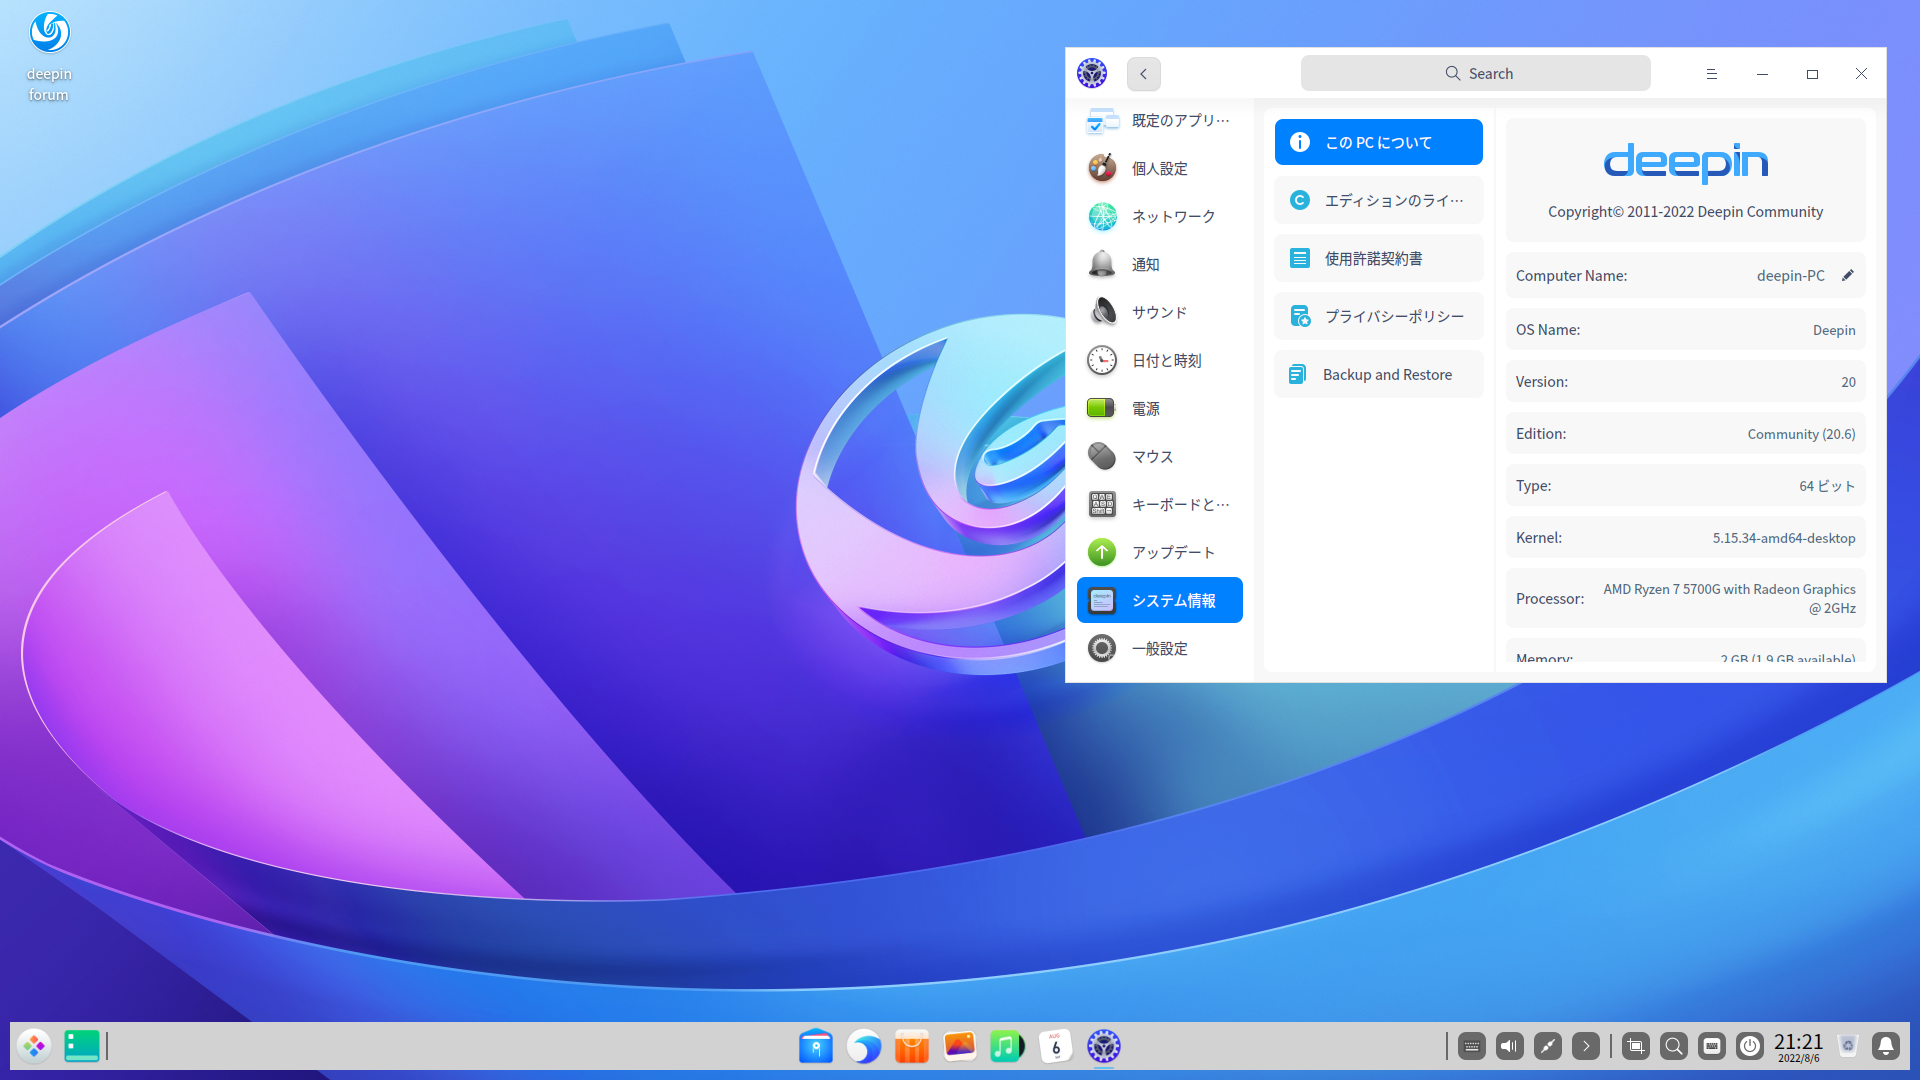 deepin
forum
Search
既定のアプリ…
個人設定
ネットワーク
通知
サウンド
日付と時刻
電源
マウス
キーボードと…
アップデート
システム情報
一般設定
この PC について
エディションのライ…
使用許諾契約書
プライバシーポリシー
Backup and Restore
deepin
Copyright© 2011-2022 Deepin Community
Computer Name: deepin-PC
OS Name: Deepin
Version: 20
Edition: Community (20.6)
Type: 64 ビット
Kernel: 5.15.34-amd64-desktop
Processor: AMD Ryzen 7 5700G with Radeon Graphics
@ 2GHz
Memory: 2 GB (1.9 GB available)
AUG
6
21:21
2022/8/6